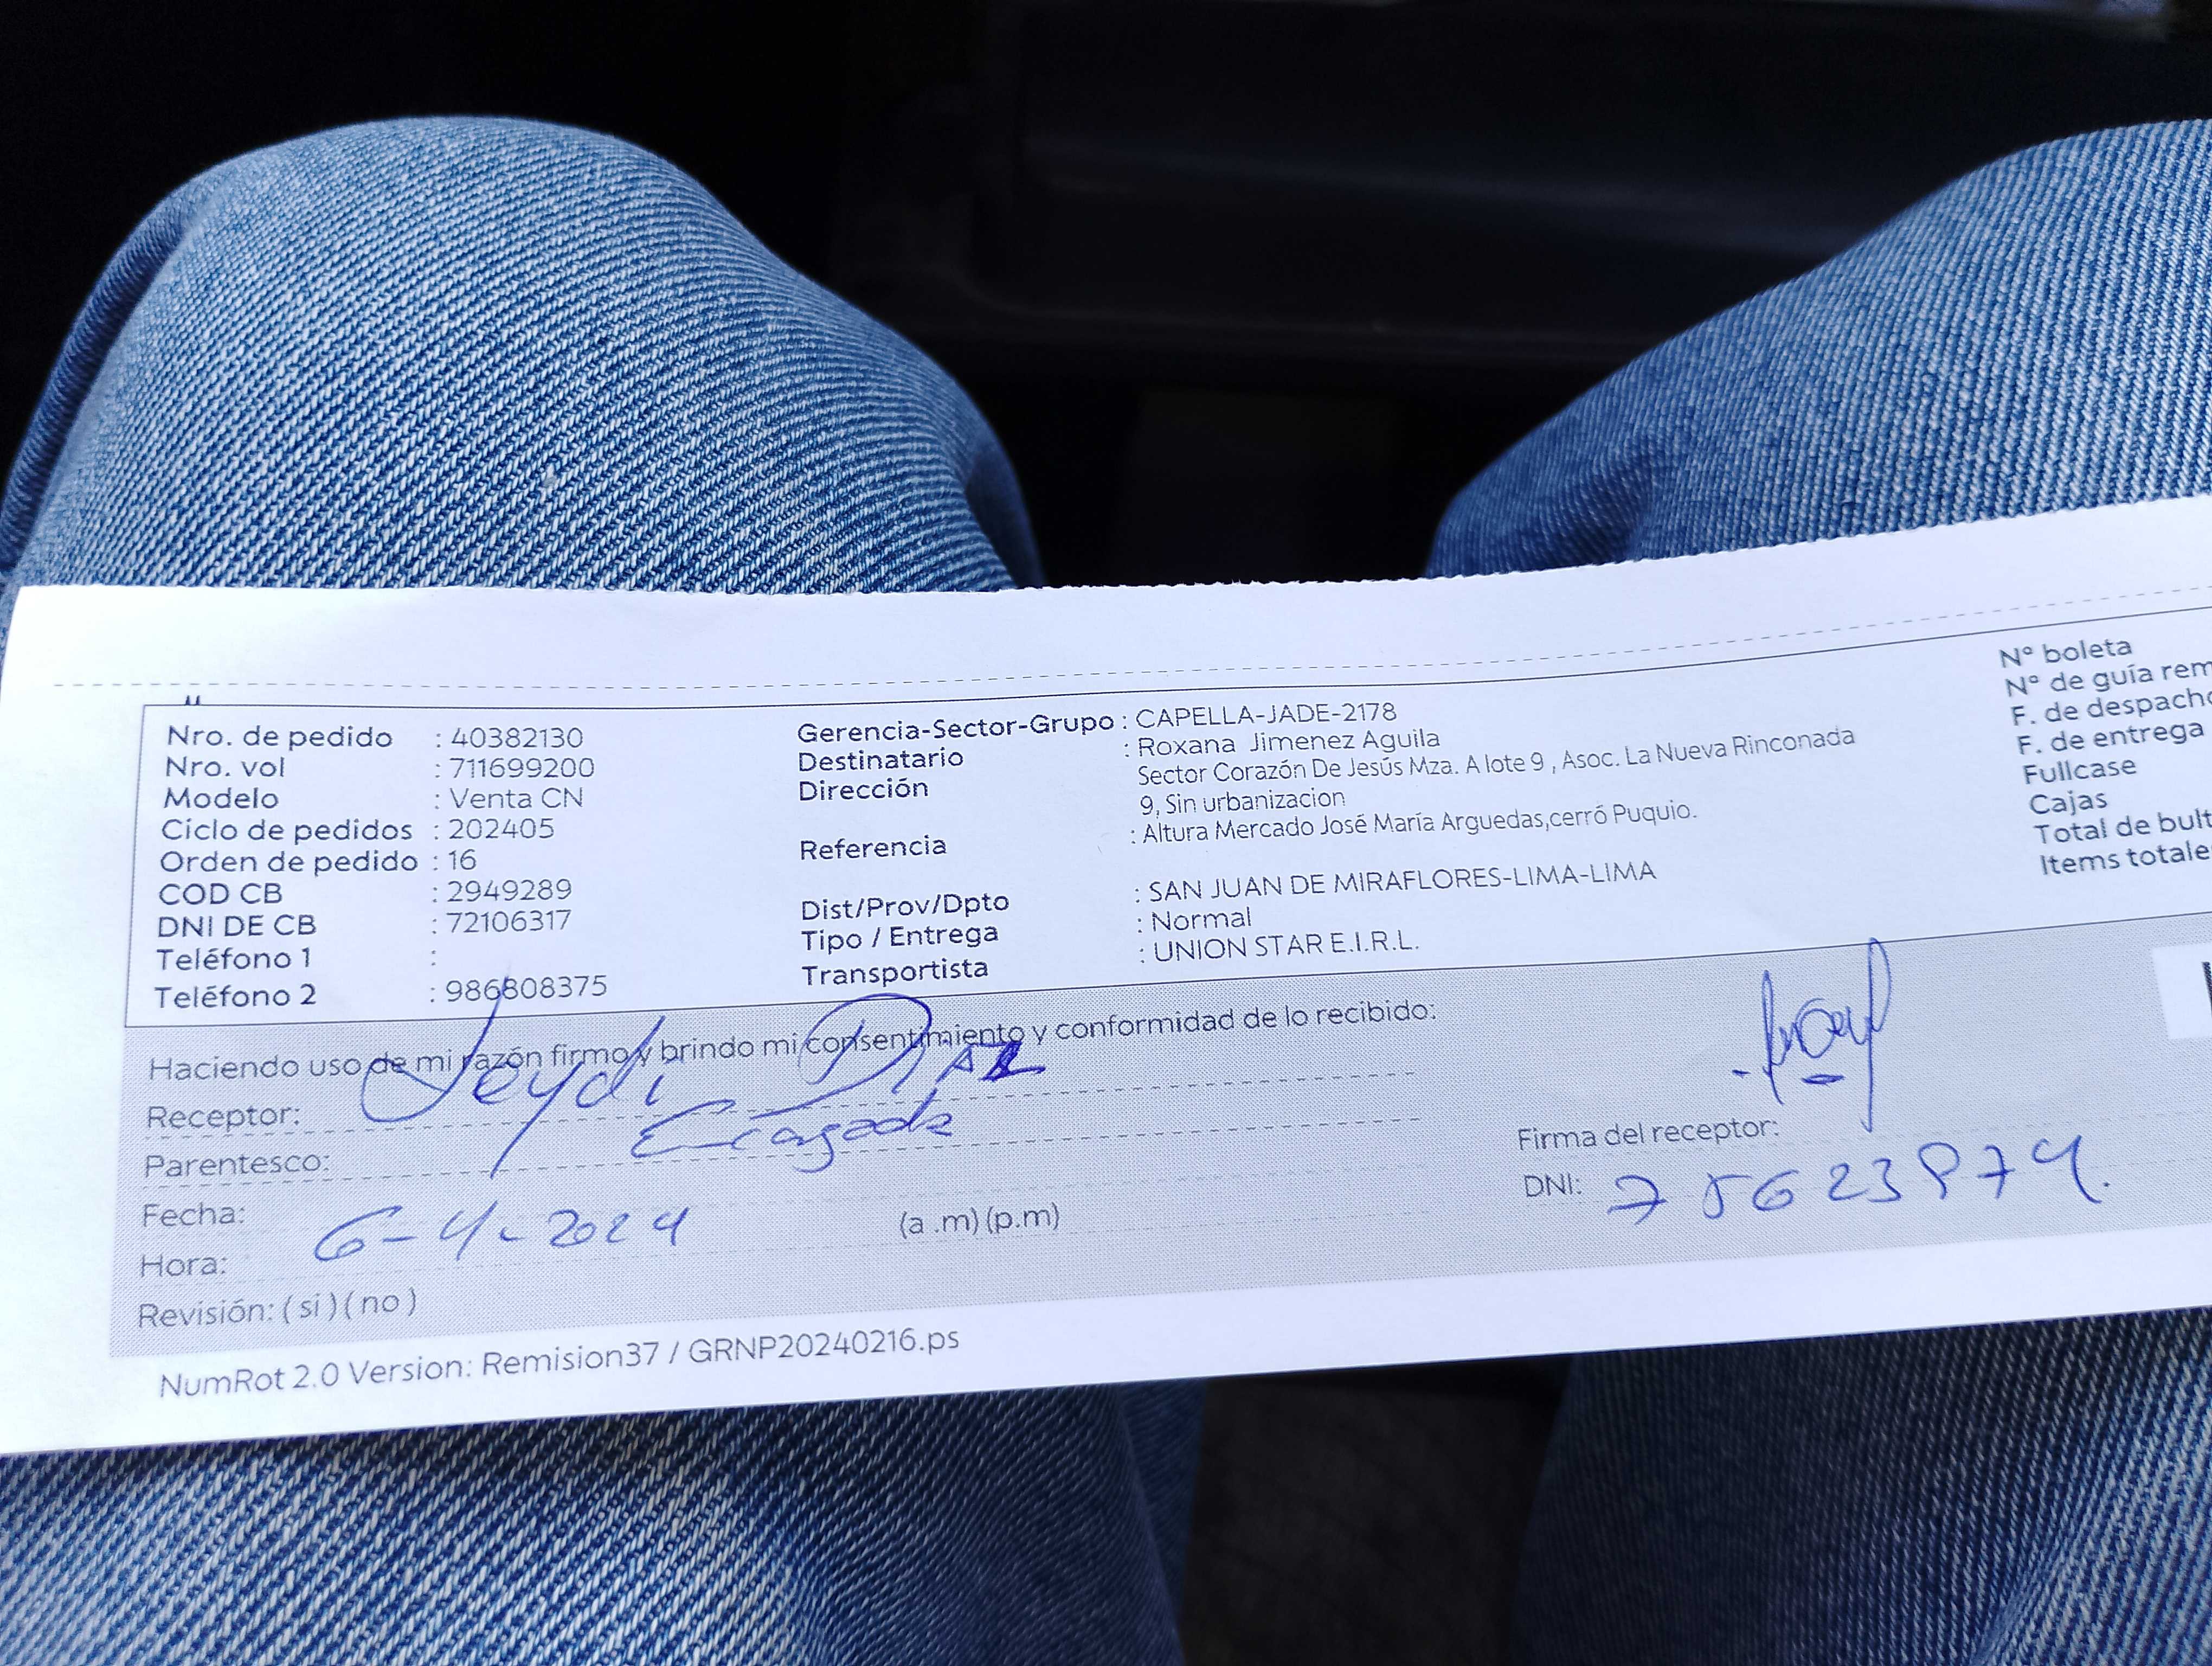 Nro. de pedido : 40382130
Nro. vol : 711699200
Modelo : Venta CN
Ciclo de pedidos : 202405
Orden de pedido : 16
COD CB : 2949289
DNI DE CB : 72106317
Teléfono 1 :
Teléfono 2 : 986808375
Gerencia-Sector-Grupo : CAPELLA-JADE-2178
Destinatario : Roxana Jimenez Aguila
Dirección Sector Corazón De Jesús Mza. A lote 9 , Asoc. La Nueva Rinconada
9, Sin urbanizacion
Referencia : Altura Mercado José María Arguedas,cerró Puquio.
Dist/Prov/Dpto : SAN JUAN DE MIRAFLORES-LIMA-LIMA
Tipo / Entrega : Normal
Transportista : UNION STAR E.I.R.L.
N° boleta
N° de guía rem
F. de despacho
F. de entrega
Fullcase
Cajas
Total de bult
Items totale
Haciendo uso de mi razón firmo y brindo mi consentimiento y conformidad de lo recibido:
Receptor: Leydi Diaz
Parentesco:
Fecha: 6-4-2024
Hora: (a .m) (p.m)
Revisión: ( si ) ( no )
Firma del receptor:
DNI: 75623874.
NumRot 2.0 Version: Remision37 / GRNP20240216.ps